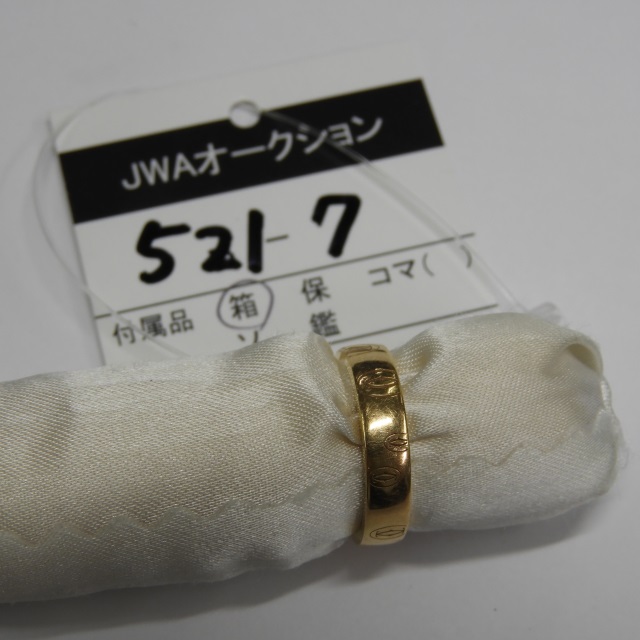 JWAオークション
521-7
付属品 箱 保 コマ( )
ソ 鑑